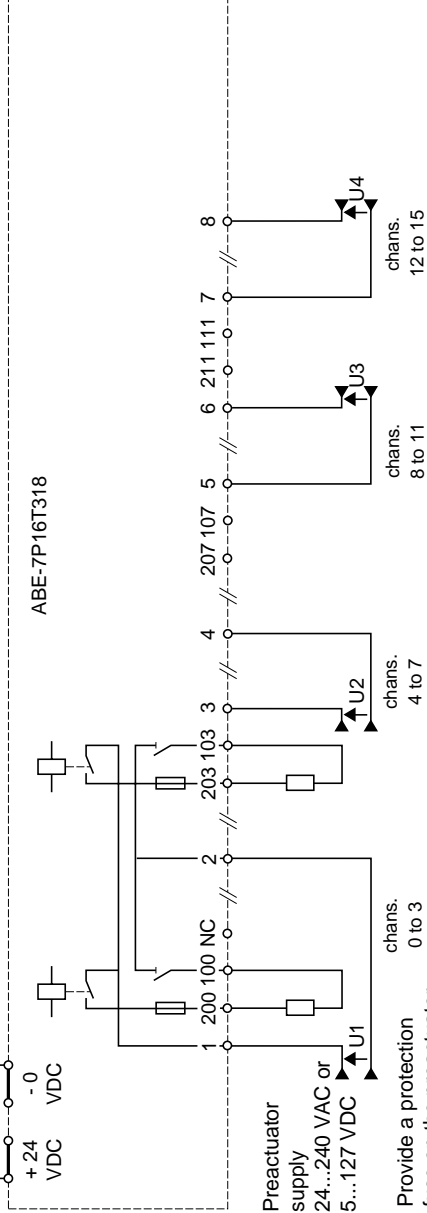 + 24
VDC
- 0
VDC
ABE-7P16T318
1 200 100 NC 2 203 103 3 4 207 107 5 6 211 111 7 8
Preactuator
supply
24...240 VAC or
5...127 VDC
U1
U2
U3
U4
chans.
0 to 3
chans.
4 to 7
chans.
8 to 11
chans.
12 to 15
Provide a protection